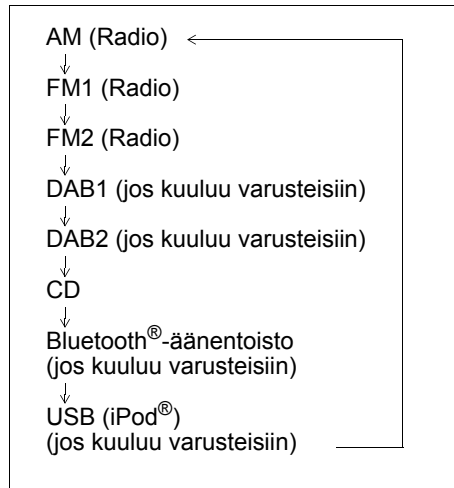 AM (Radio)
FM1 (Radio)
FM2 (Radio)
DAB1 (jos kuuluu varusteisiin)
DAB2 (jos kuuluu varusteisiin)
CD
Bluetooth®-äänentoisto
(jos kuuluu varusteisiin)
USB (iPod®)
(jos kuuluu varusteisiin)